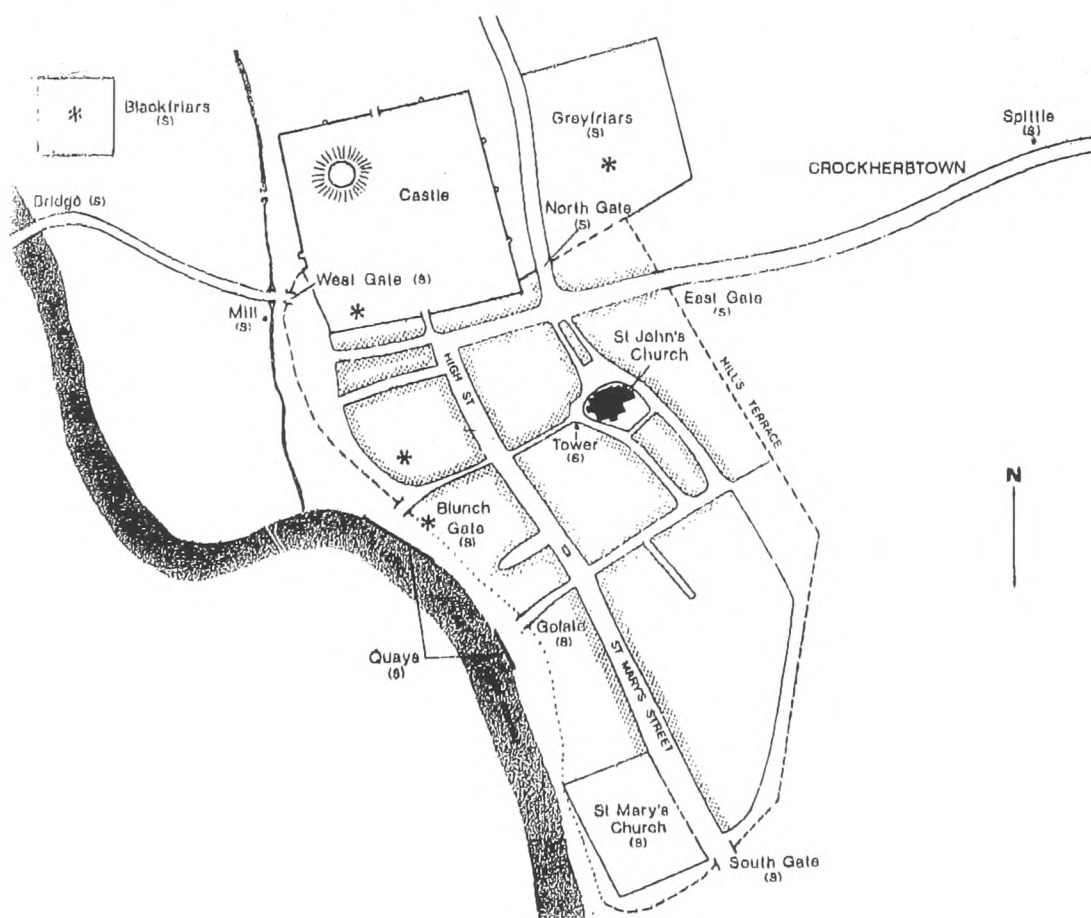 Blackfriars
(S)
Greyfriars
(S)
Spittle
(S)
CROCKHERBTOWN
Castle
Bridge (S)
North Gate
(S)
West Gate (S)
Mill
(S)
East Gate
(S)
St John's
Church
HIGH ST
HILL'S TERRACE
Tower
(S)
N
Blunch
Gate
(S)
Golate
(S)
Quays
(S)
ST MARY'S STREET
St Mary's
Church
(S)
South Gate
(S)